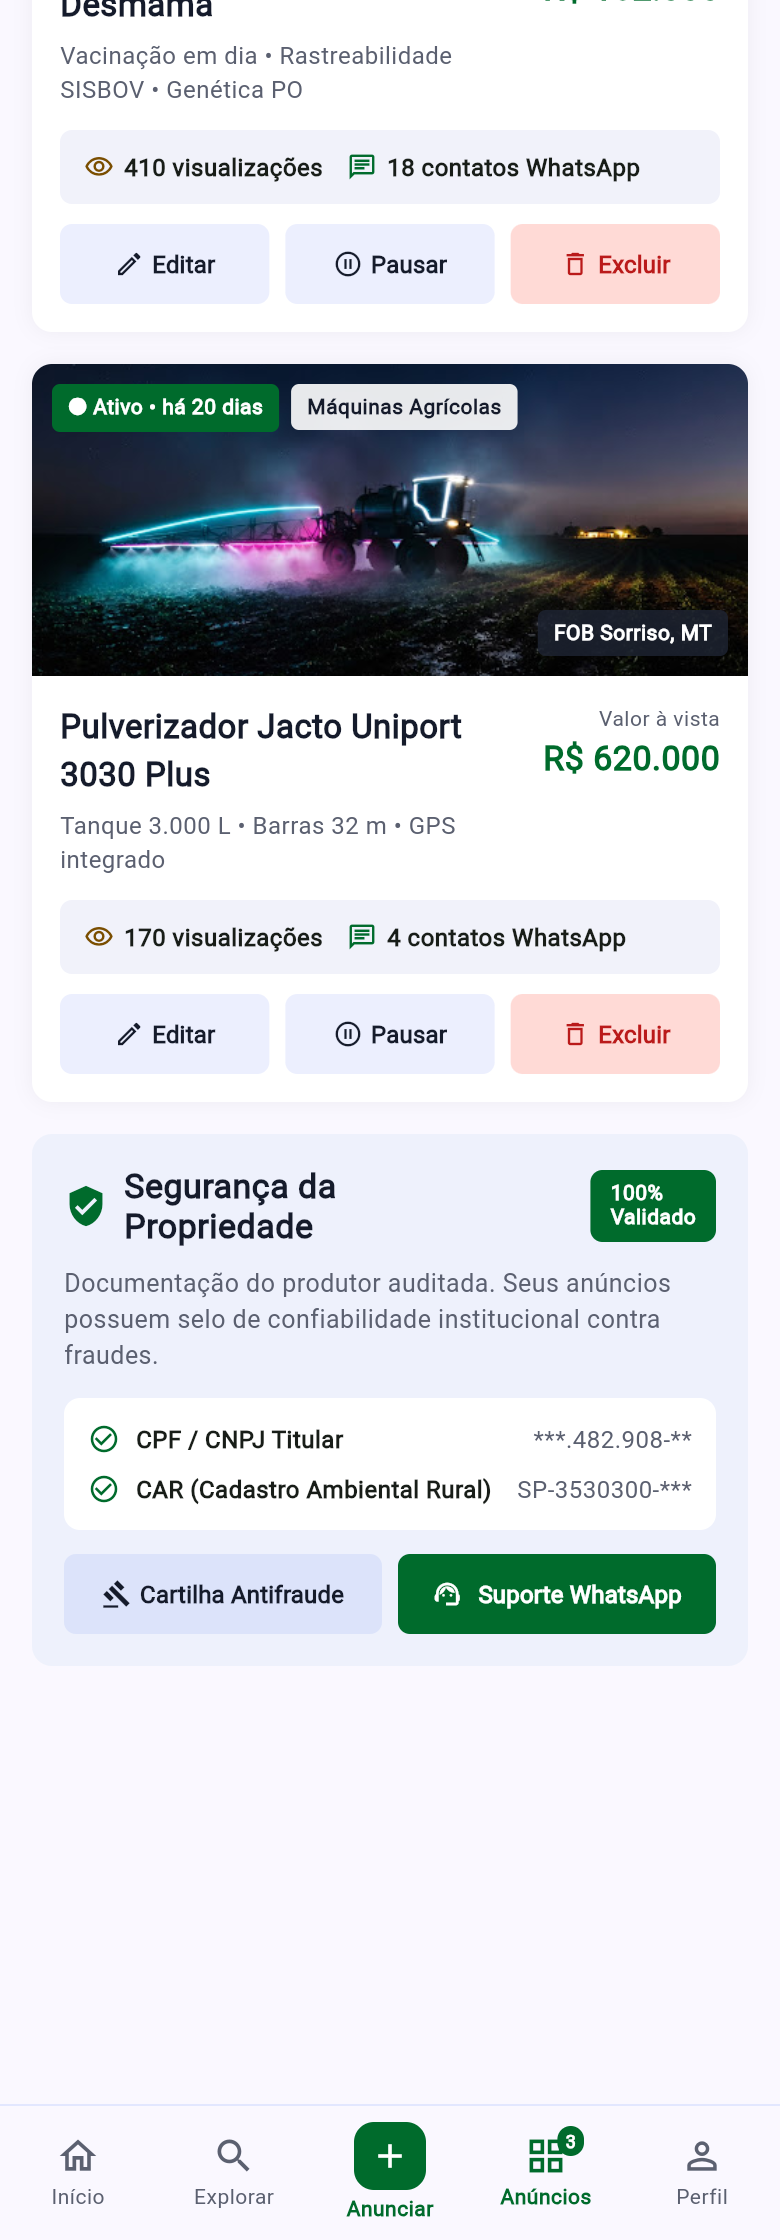 Desmama
Vacinação em dia • Rastreabilidade
SISBOV • Genética PO
410 visualizações 18 contatos WhatsApp
Editar Pausar Excluir
Ativo • há 20 dias Máquinas Agrícolas
FOB Sorriso, MT
Pulverizador Jacto Uniport
3030 Plus
Valor à vista
R$ 620.000
Tanque 3.000 L • Barras 32 m • GPS
integrado
170 visualizações 4 contatos WhatsApp
Editar Pausar Excluir
Segurança da
Propriedade
100%
Validado
Documentação do produtor auditada. Seus anúncios
possuem selo de confiabilidade institucional contra
fraudes.
CPF / CNPJ Titular ***.482.908-**
CAR (Cadastro Ambiental Rural) SP-3530300-***
Cartilha Antifraude Suporte WhatsApp
3
Início Explorar Anunciar Anúncios Perfil